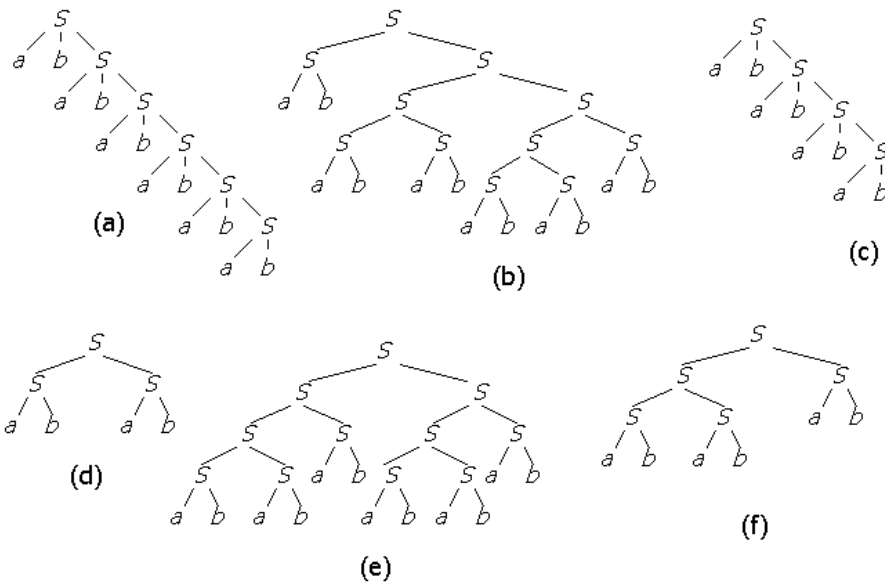 S
a b S
a b S
a b S
a b S
a b S
a b
(a)
S
S S
a b S S
S S S S
a b a b S S a b
a b a b
(b)
S
a b S
a b S
a b S
a b
(c)
S
S S
a b a b
(d)
S
S S
S S S S
S S a b S S a b
a b a b a b a b
(e)
S
S S
S S a b
a b a b
(f)